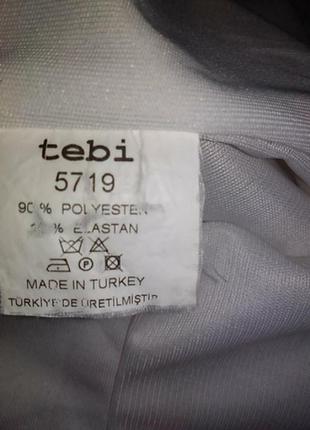 tebi
5719
90 % POLYESTER
% ELASTAN
MADE IN TURKEY
TÜRKİYE'DE ÜRETİLMİŞTİR